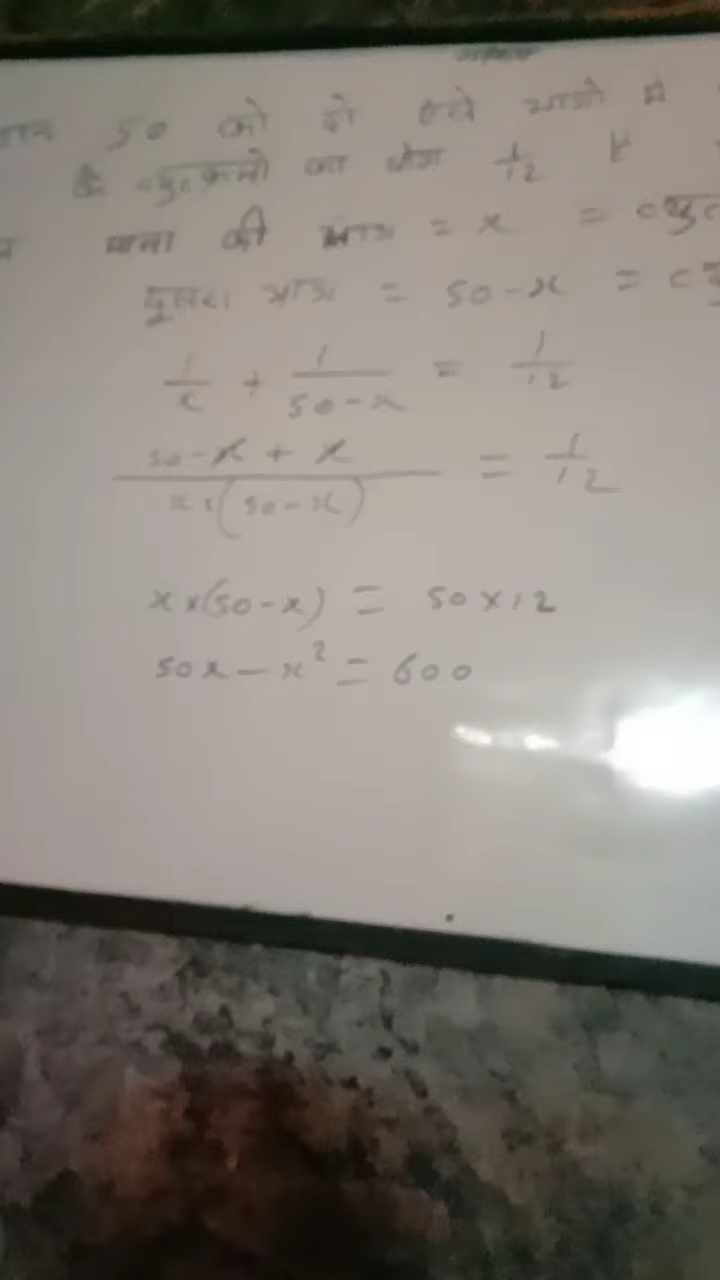 50 को दो ऐसे भागो मे
के व्युत्क्रमो का योग 1/12 है
माना की भाग = x =
दूसरा भाग = 50-x =
1/x + 1/(50-x) = 1/12
(50-x+x)/(x×(50-x)) = 1/12
x×(50-x) = 50×12
50x-x² = 600